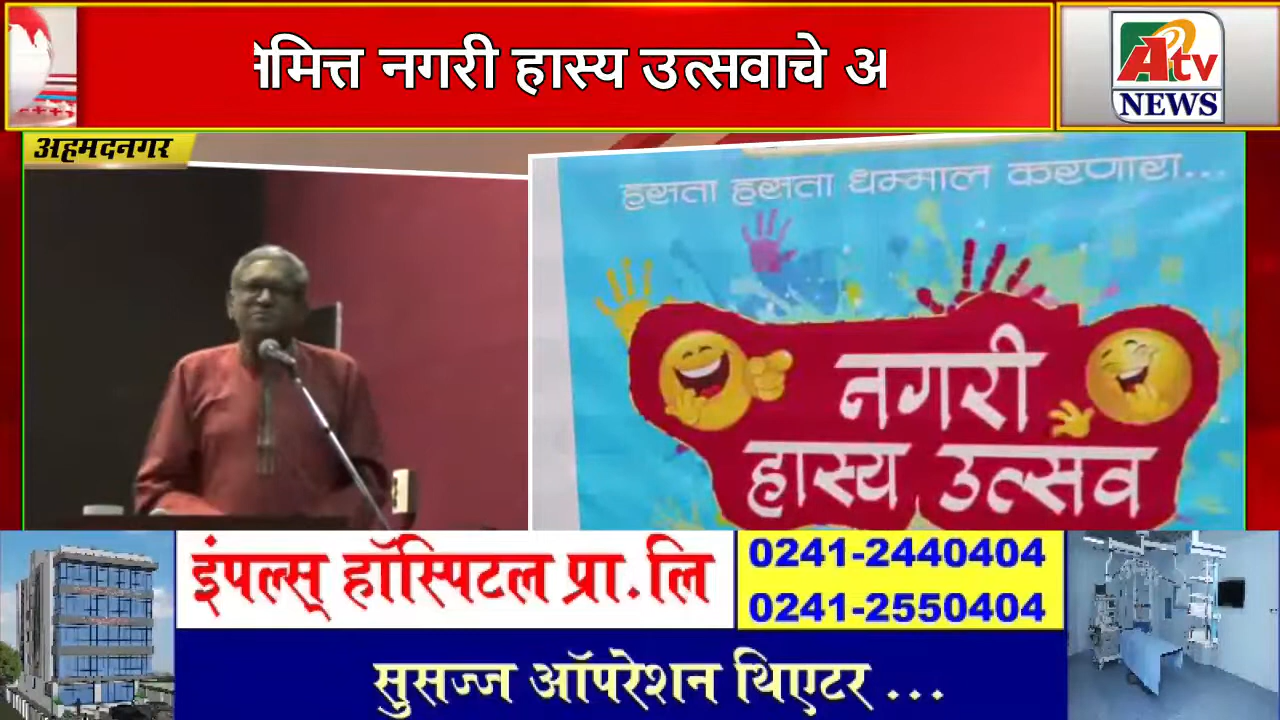 मित्त नगरी हास्य उत्सवाचे अ
Atv
NEWS
अहमदनगर
हसता हसता धम्माल करणारा...
नगरी
हास्य उत्सव
इंपल्स् हॉस्पिटल प्रा.लि
0241-2440404
0241-2550404
सुसज्ज ऑपरेशन थिएटर ...